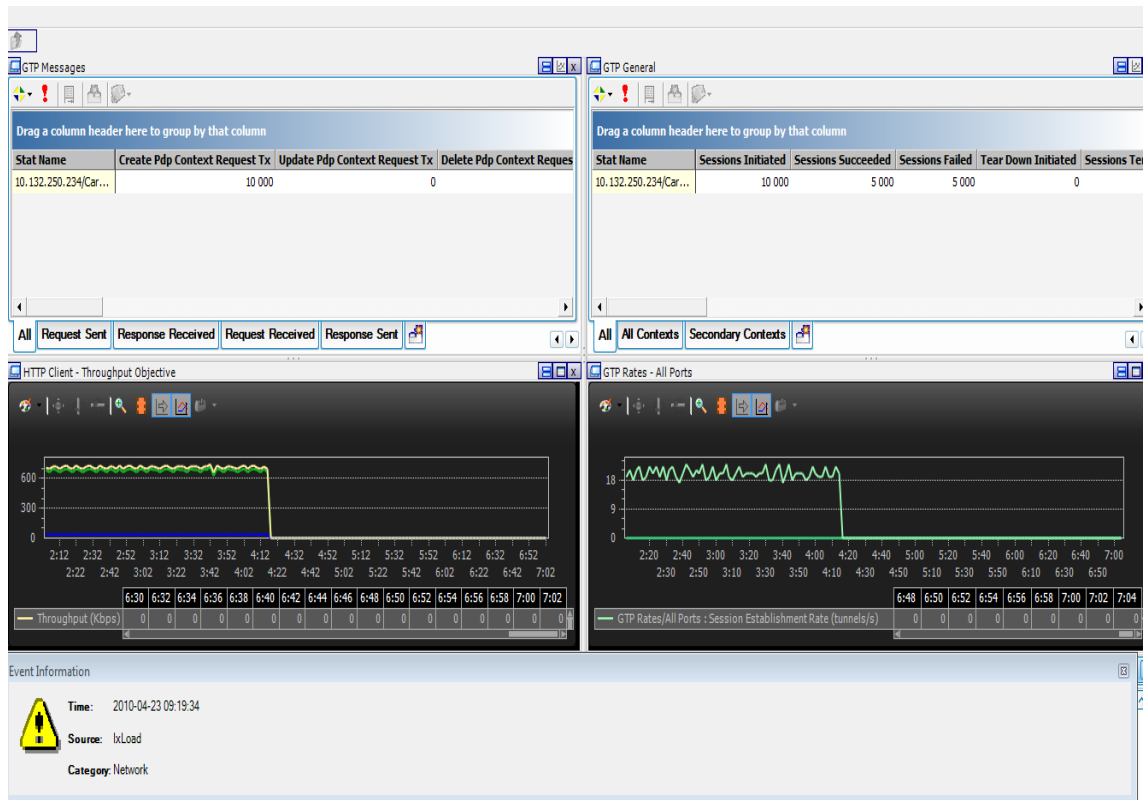 GTP Messages
Drag a column header here to group by that column
Stat Name Create Pdp Context Request Tx Update Pdp Context Request Tx Delete Pdp Context Reques
10.132.250.234/Car... 10 000 0
All Request Sent Response Received Request Received Response Sent
GTP General
Drag a column header here to group by that column
Stat Name Sessions Initiated Sessions Succeeded Sessions Failed Tear Down Initiated Sessions Ter
10.132.250.234/Car... 10 000 5 000 5 000 0
All All Contexts Secondary Contexts
HTTP Client - Throughput Objective
600
300
0
2:12 2:32 2:52 3:12 3:32 3:52 4:12 4:32 4:52 5:12 5:32 5:52 6:12 6:32 6:52
2:22 2:42 3:02 3:22 3:42 4:02 4:22 4:42 5:02 5:22 5:42 6:02 6:22 6:42 7:02
6:30 6:32 6:34 6:36 6:38 6:40 6:42 6:44 6:46 6:48 6:50 6:52 6:54 6:56 6:58 7:00 7:02
Throughput (Kbps) 0 0 0 0 0 0 0 0 0 0 0 0 0 0 0 0 0
GTP Rates - All Ports
18
9
0
2:20 2:40 3:00 3:20 3:40 4:00 4:20 4:40 5:00 5:20 5:40 6:00 6:20 6:40 7:00
2:30 2:50 3:10 3:30 3:50 4:10 4:30 4:50 5:10 5:30 5:50 6:10 6:30 6:50
6:48 6:50 6:52 6:54 6:56 6:58 7:00 7:02 7:04
GTP Rates/All Ports : Session Establishment Rate (tunnels/s) 0 0 0 0 0 0 0 0 0
Event Information
Time: 2010-04-23 09:19:34
Source: IxLoad
Category: Network